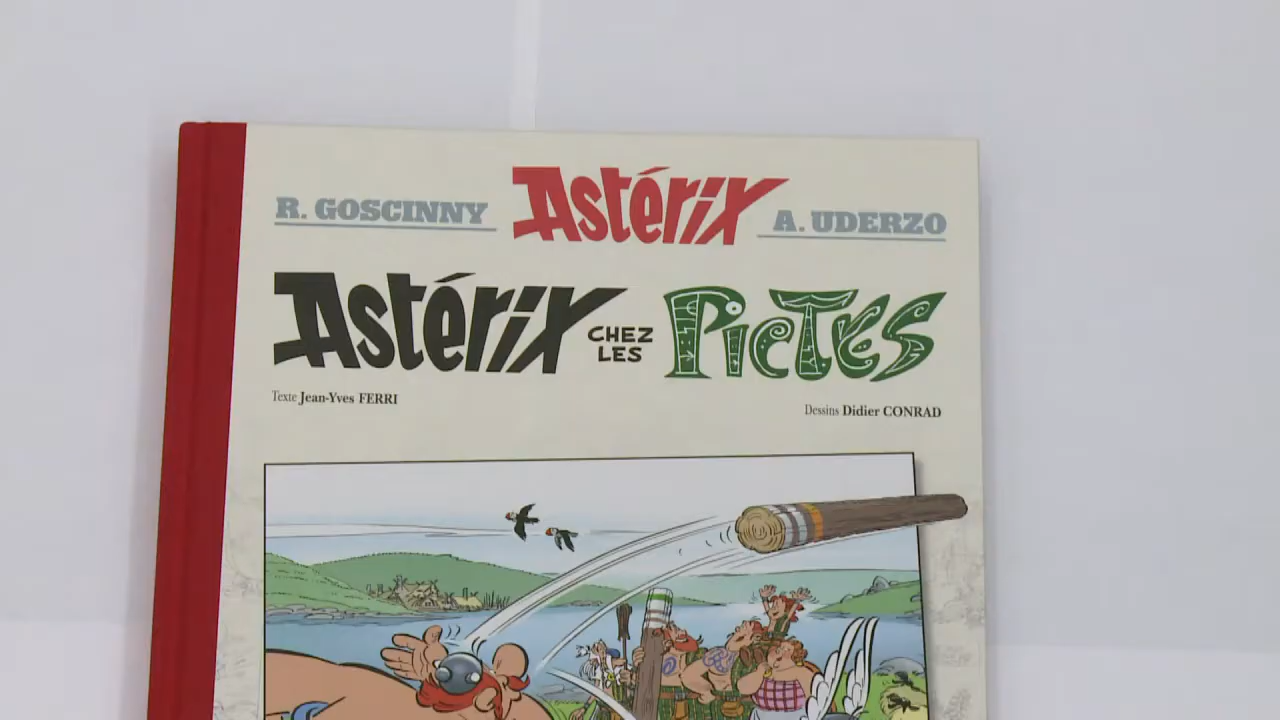 R. GOSCINNY Astérix A. UDERZO
Astérix CHEZ LES Pictes
Texte Jean-Yves FERRI
Dessins Didier CONRAD